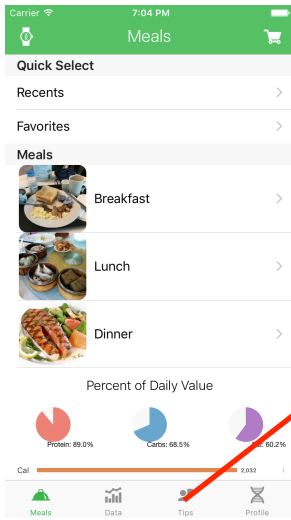 Carrier 7:04 PM
Meals
Quick Select
Recents
Favorites
Meals
Breakfast
Lunch
Dinner
Percent of Daily Value
Protein: 89.0% Carbs: 68.5% 60.2%
Cal 2,032
Meals Data Tips Profile